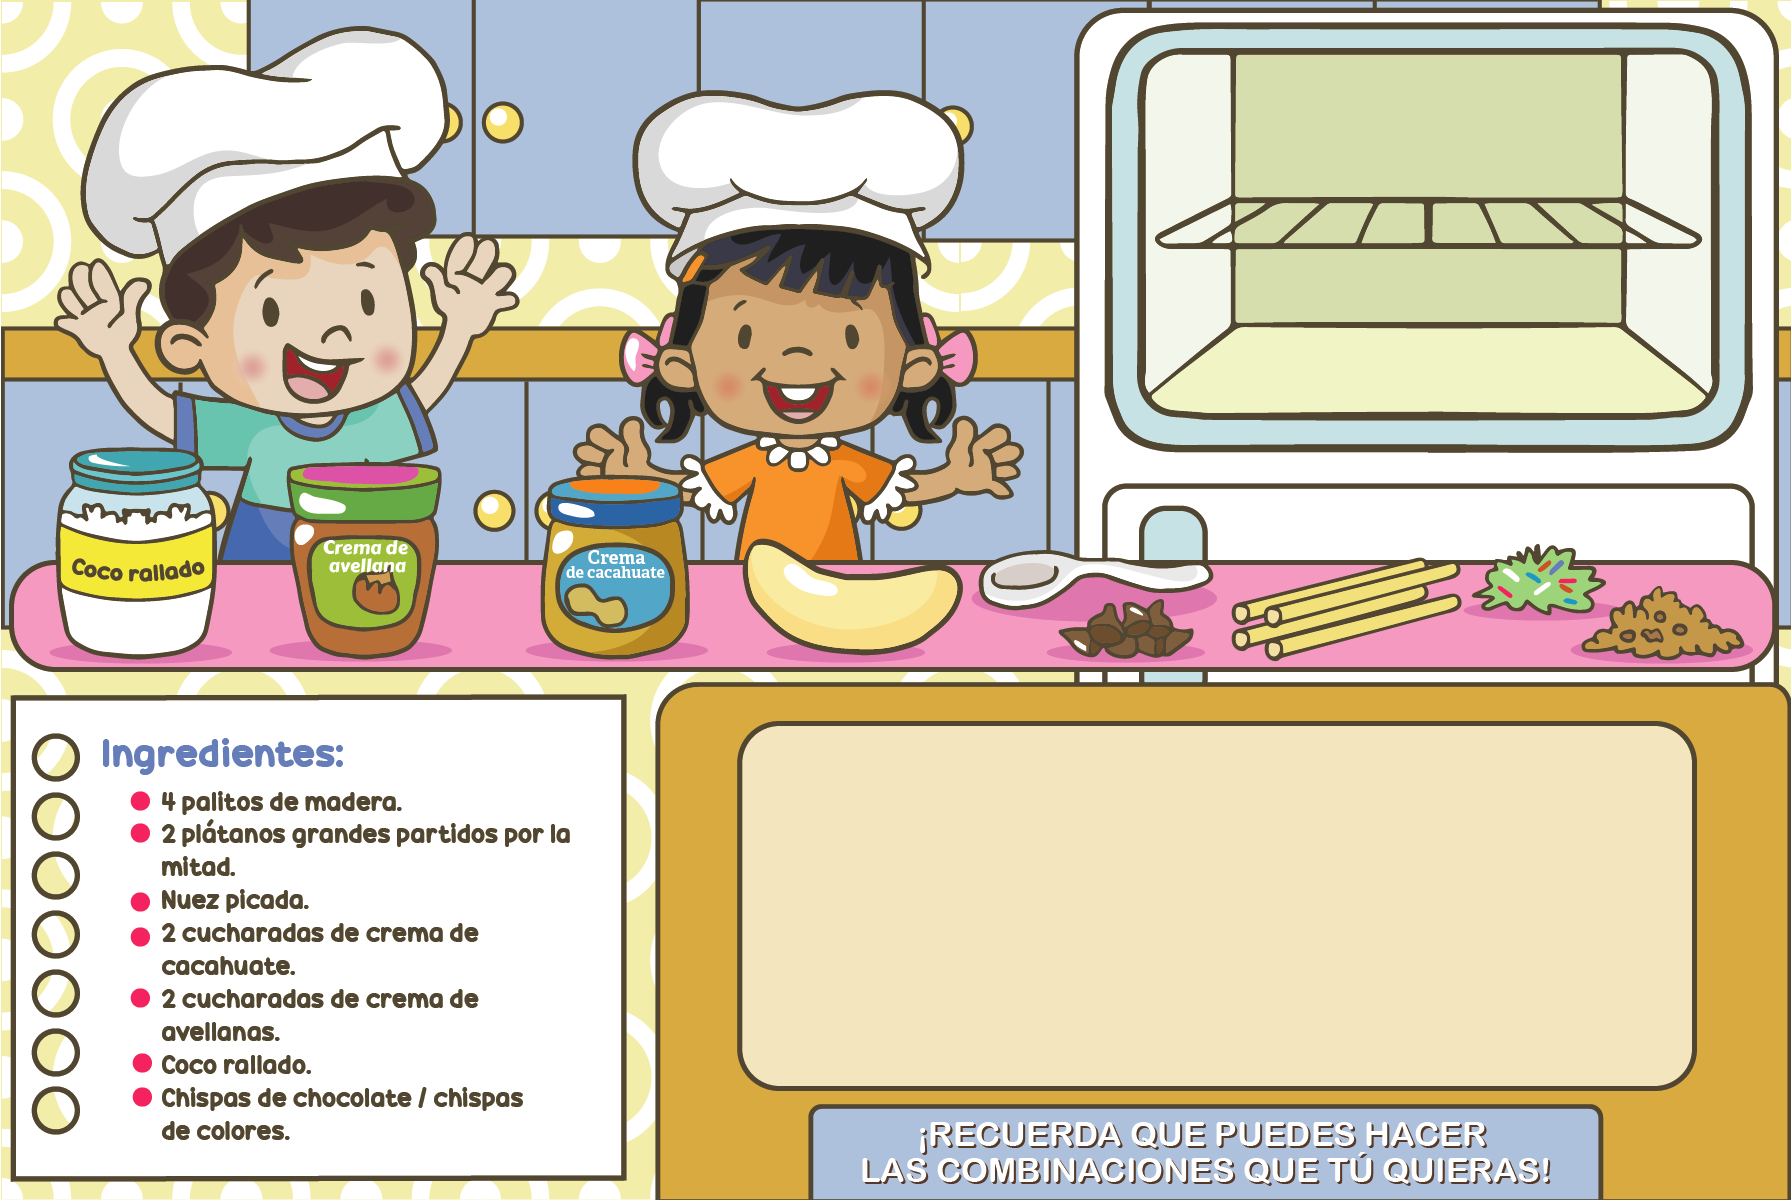 Coco rallado
Crema de
avellana
Crema
de cacahuate
Ingredientes:
4 palitos de madera.
2 plátanos grandes partidos por la
mitad.
Nuez picada.
2 cucharadas de crema de
cacahuate.
2 cucharadas de crema de
avellanas.
Coco rallado.
Chispas de chocolate / chispas
de colores.
¡RECUERDA QUE PUEDES HACER
LAS COMBINACIONES QUE TÚ QUIERAS!